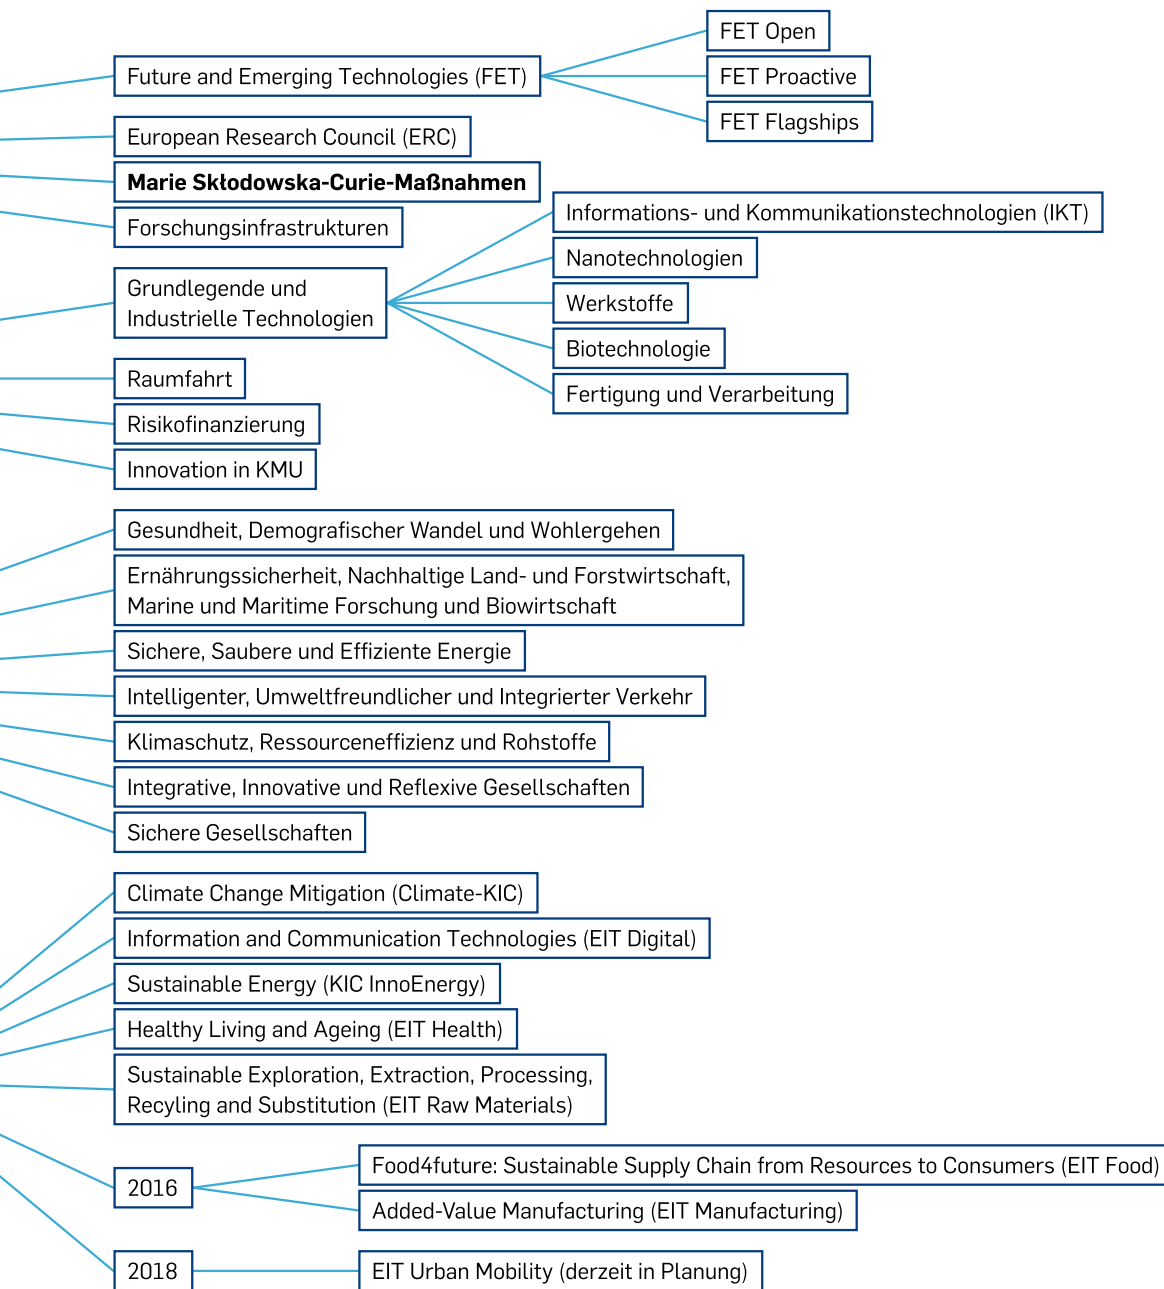 FET Open
Future and Emerging Technologies (FET)
FET Proactive
FET Flagships
European Research Council (ERC)
Marie Skłodowska-Curie-Maßnahmen
Forschungsinfrastrukturen
Informations- und Kommunikationstechnologien (IKT)
Nanotechnologien
Grundlegende und
Industrielle Technologien
Werkstoffe
Biotechnologie
Fertigung und Verarbeitung
Raumfahrt
Risikofinanzierung
Innovation in KMU
Gesundheit, Demografischer Wandel und Wohlergehen
Ernährungssicherheit, Nachhaltige Land- und Forstwirtschaft,
Marine und Maritime Forschung und Biowirtschaft
Sichere, Saubere und Effiziente Energie
Intelligenter, Umweltfreundlicher und Integrierter Verkehr
Klimaschutz, Ressourceneffizienz und Rohstoffe
Integrative, Innovative und Reflexive Gesellschaften
Sichere Gesellschaften
Climate Change Mitigation (Climate-KIC)
Information and Communication Technologies (EIT Digital)
Sustainable Energy (KIC InnoEnergy)
Healthy Living and Ageing (EIT Health)
Sustainable Exploration, Extraction, Processing,
Recyling and Substitution (EIT Raw Materials)
2016
Food4future: Sustainable Supply Chain from Resources to Consumers (EIT Food)
Added-Value Manufacturing (EIT Manufacturing)
2018
EIT Urban Mobility (derzeit in Planung)